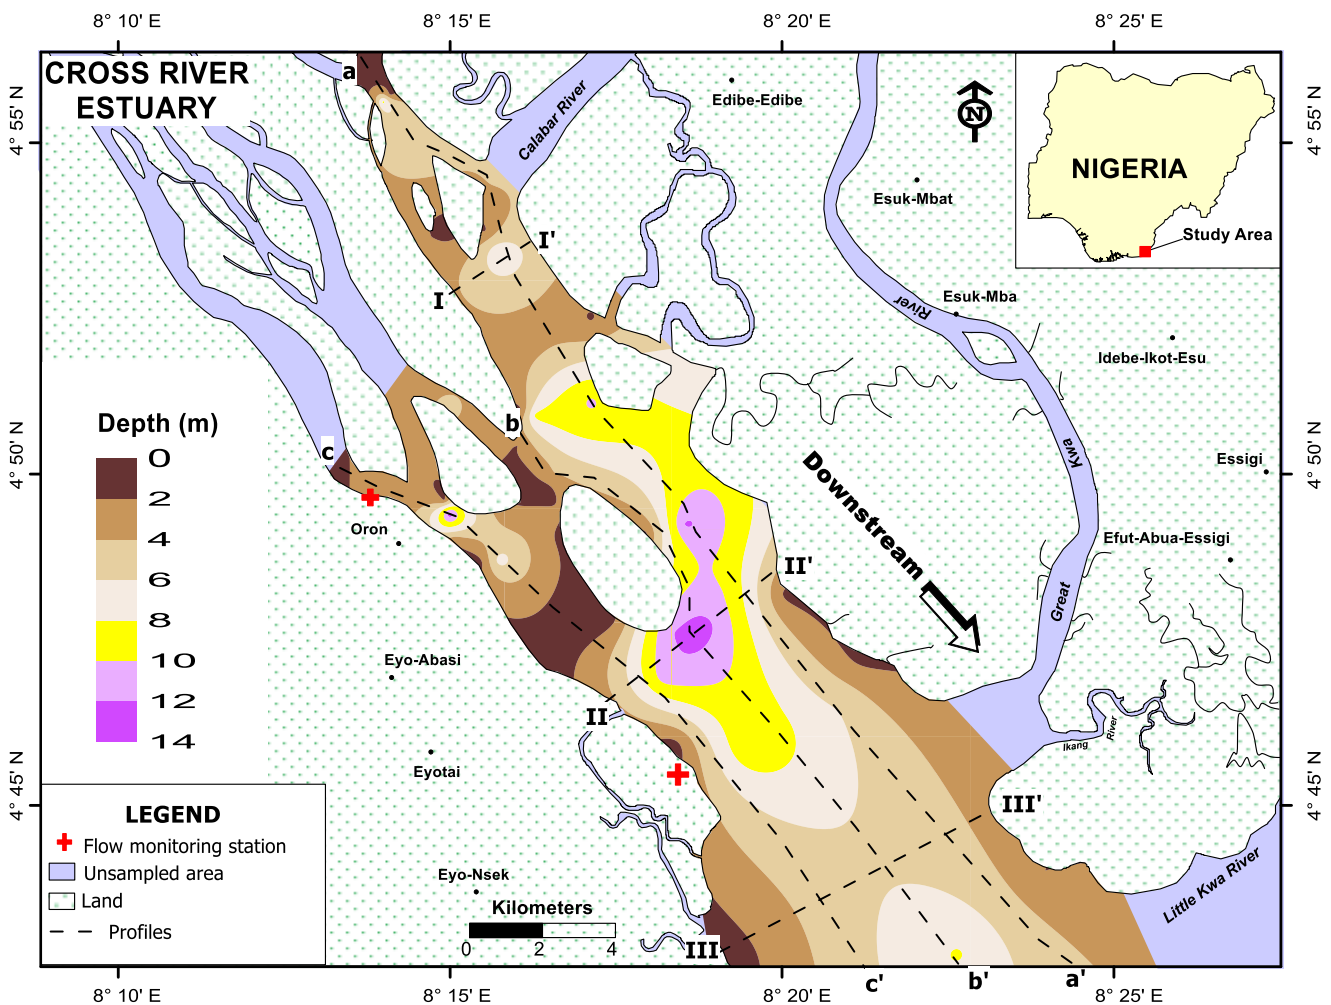 8° 10' E
8° 15' E
8° 20' E
8° 25' E
CROSS RIVER
ESTUARY
a
Calabar River
Edibe-Edibe
N
NIGERIA
Study Area
4° 55' N
4° 55' N
Esuk-Mbat
I'
I
River
Esuk-Mba
Idebe-Ikot-Esu
Depth (m)
0
2
4
6
8
10
12
14
b
c
Kwa
Essigi
4° 50' N
4° 50' N
Downstream
Oron
Efut-Abua-Essigi
II'
Great
Eyo-Abasi
II
River
Ikang
Eyotai
4° 45' N
4° 45' N
III'
LEGEND
Flow monitoring station
Unsampled area
Land
Profiles
Eyo-Nsek
Kilometers
0
2
4
III
Little Kwa River
c'
b'
a'
8° 10' E
8° 15' E
8° 20' E
8° 25' E